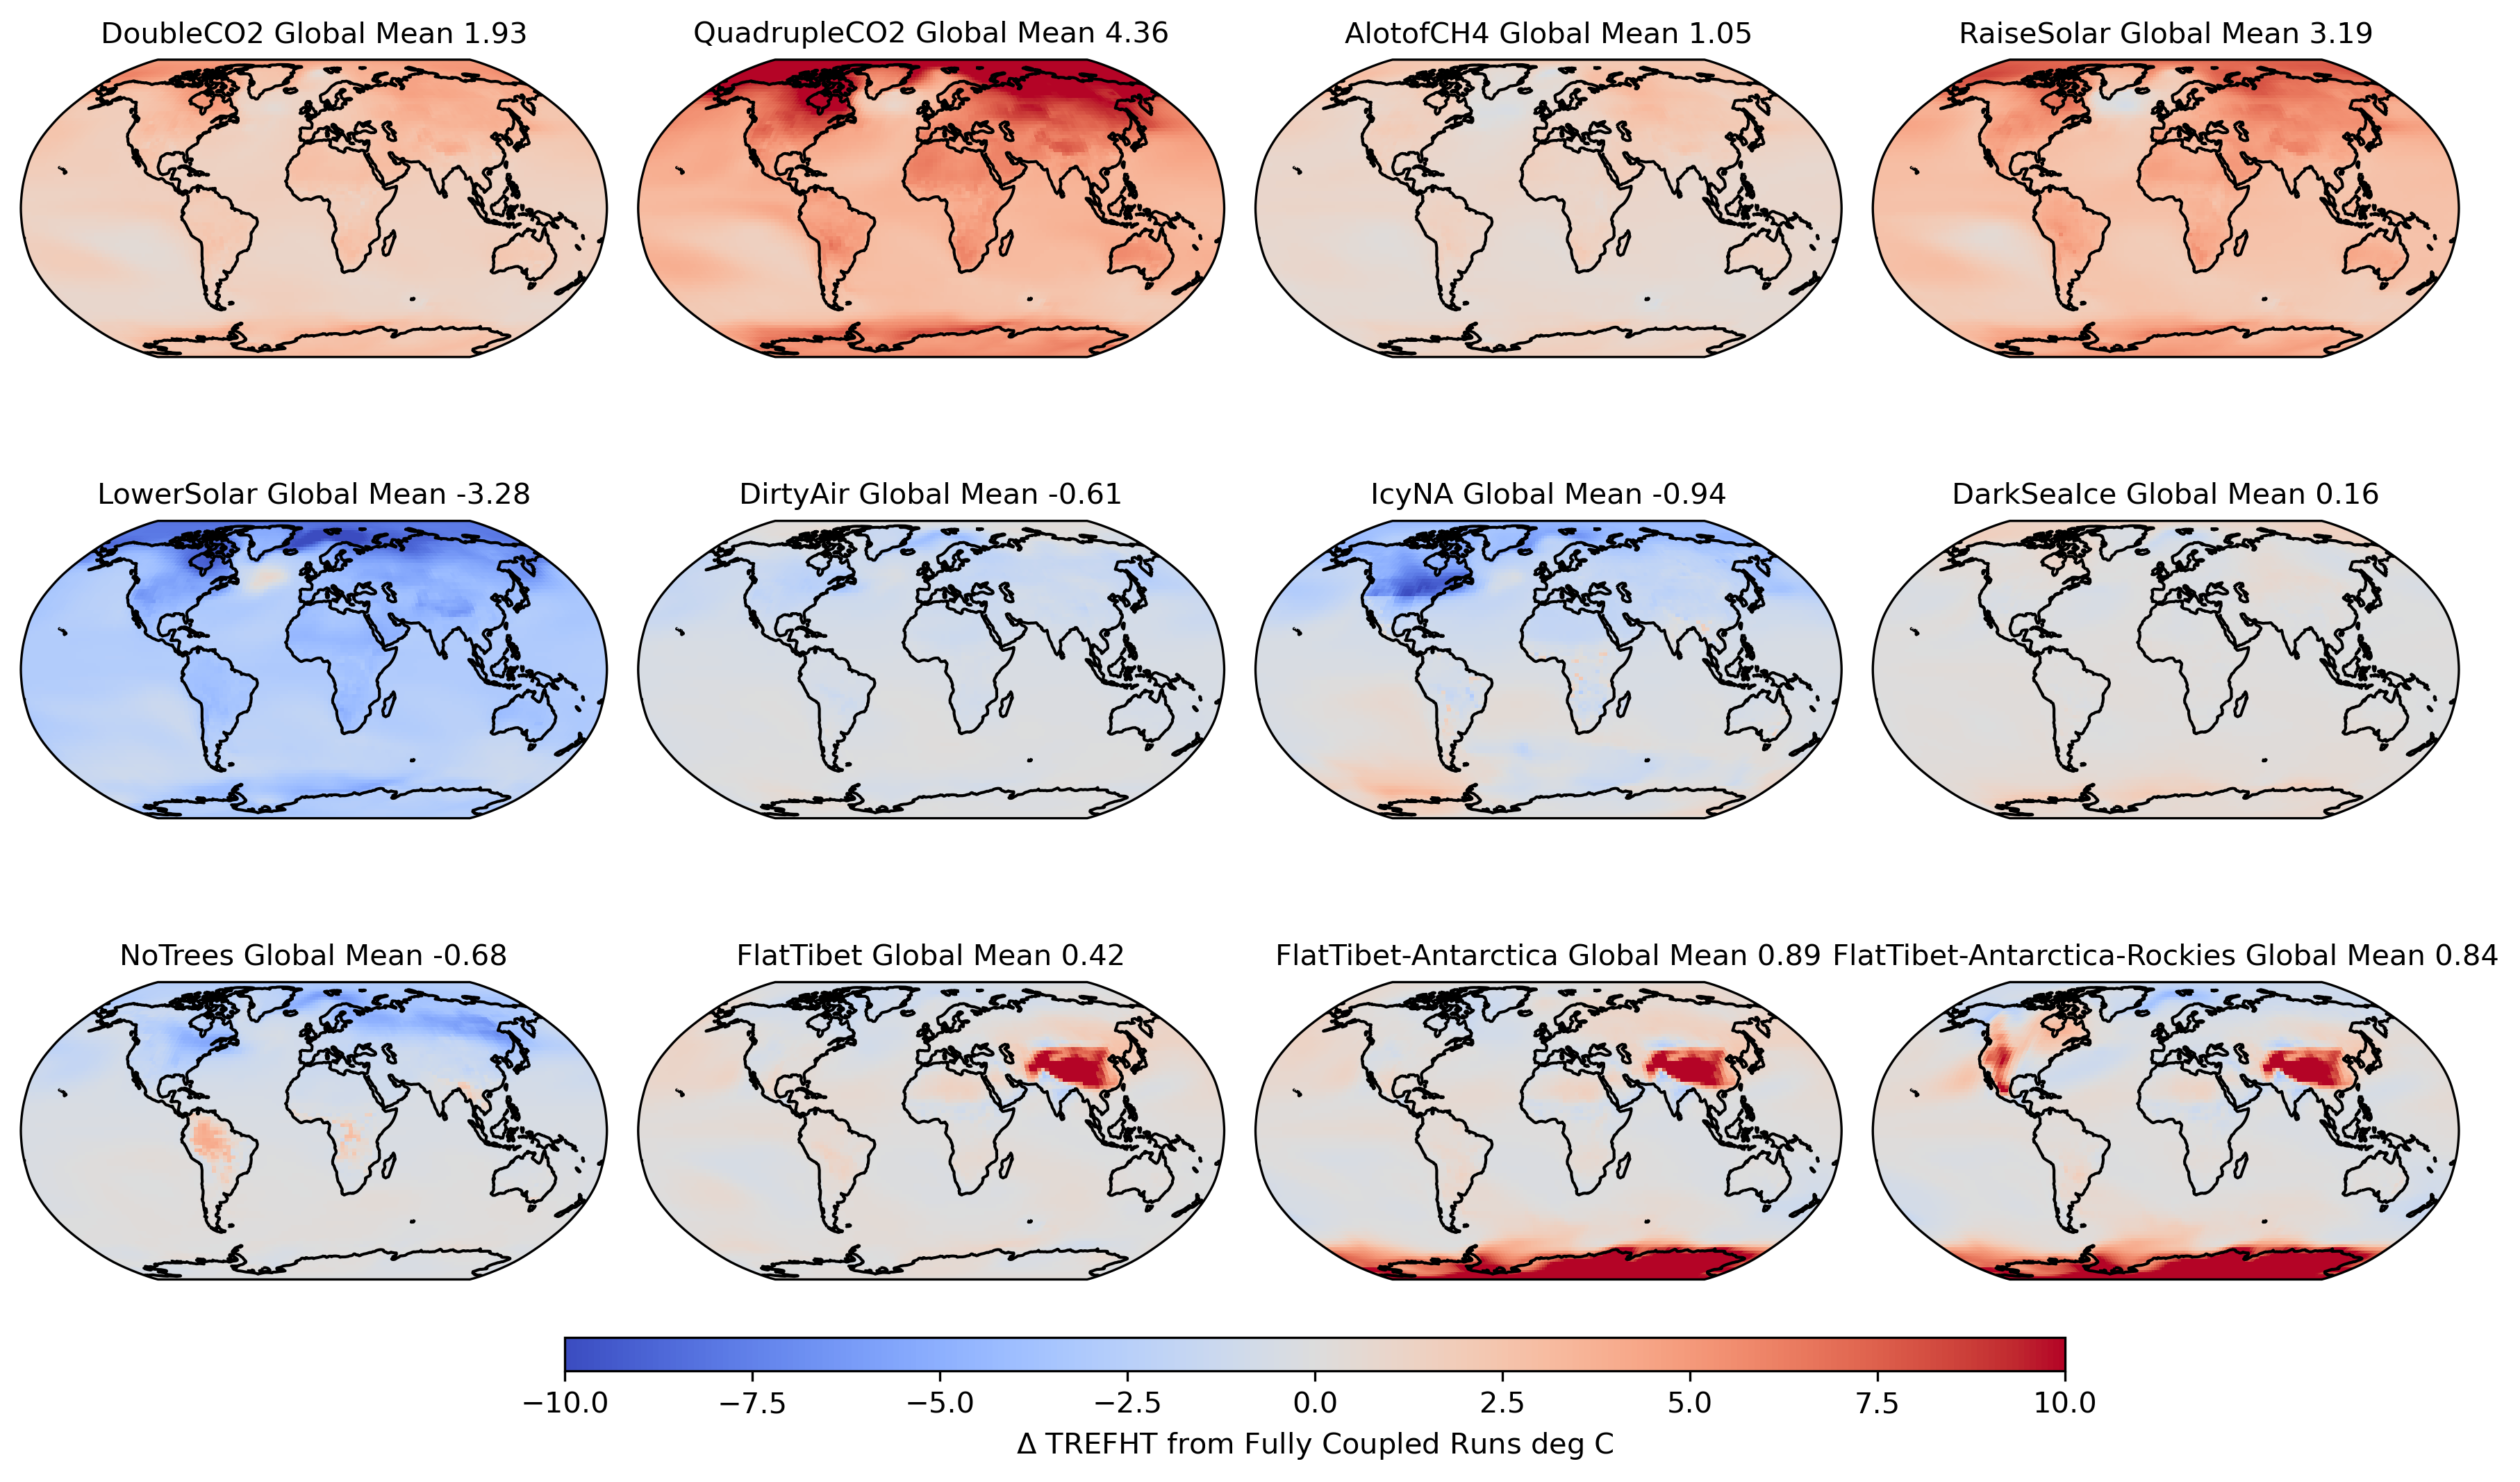 DoubleCO2 Global Mean 1.93
QuadrupleCO2 Global Mean 4.36
AlotofCH4 Global Mean 1.05
RaiseSolar Global Mean 3.19
LowerSolar Global Mean -3.28
DirtyAir Global Mean -0.61
IcyNA Global Mean -0.94
DarkSeaIce Global Mean 0.16
NoTrees Global Mean -0.68
FlatTibet Global Mean 0.42
FlatTibet-Antarctica Global Mean 0.89
FlatTibet-Antarctica-Rockies Global Mean 0.84
−10.0 −7.5 −5.0 −2.5 0.0 2.5 5.0 7.5 10.0
Δ TREFHT from Fully Coupled Runs deg C